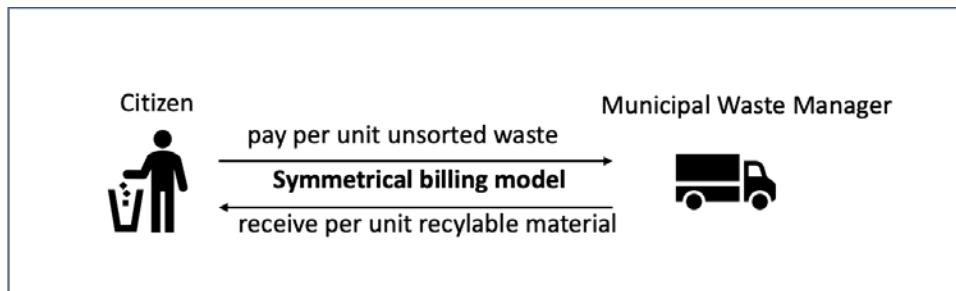 Citizen
Municipal Waste Manager
pay per unit unsorted waste
Symmetrical billing model
receive per unit recylable material